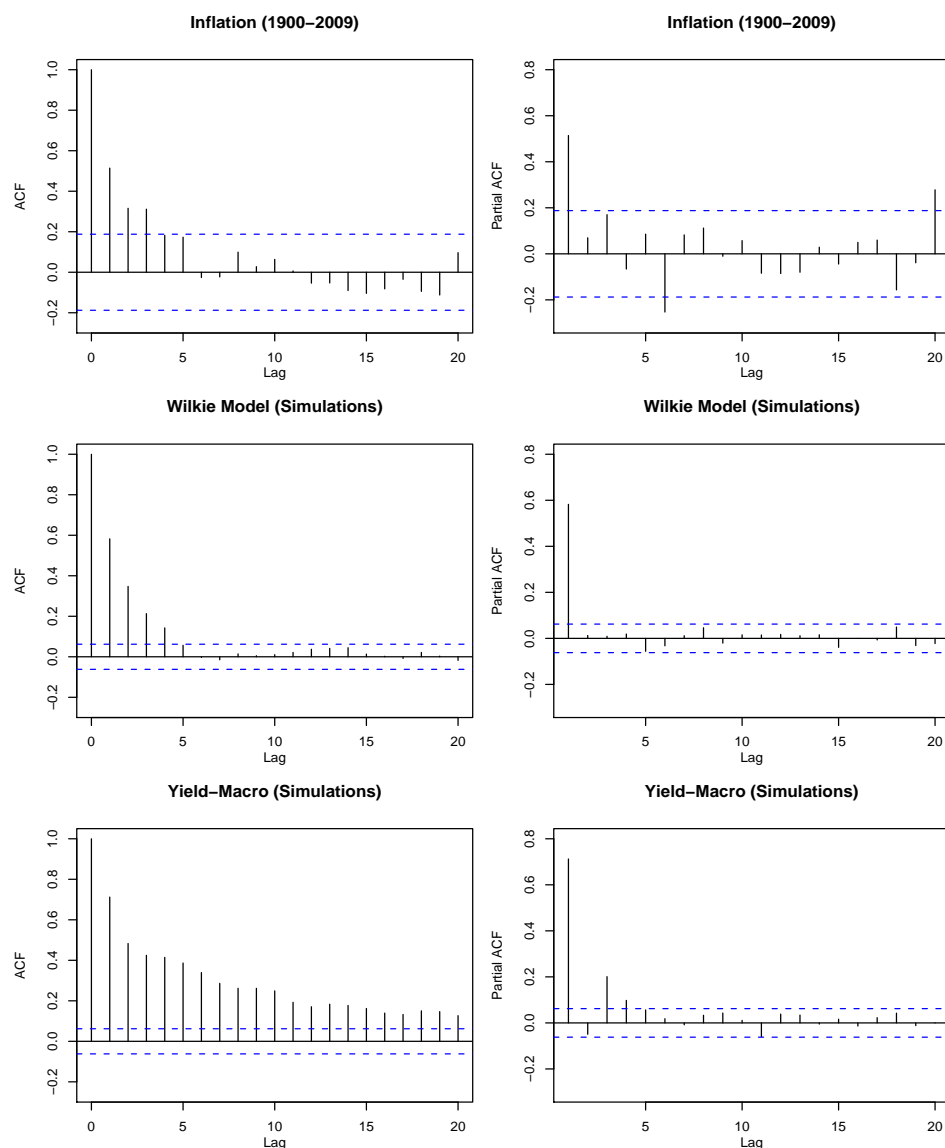 Inflation (1900−2009)
ACF
1.0
0.8
0.6
0.4
0.2
0.0
−0.2
0 5 10 15 20
Lag
Inflation (1900−2009)
Partial ACF
0.8
0.6
0.4
0.2
0.0
−0.2
5 10 15 20
Lag
Wilkie Model (Simulations)
ACF
1.0
0.8
0.6
0.4
0.2
0.0
−0.2
0 5 10 15 20
Lag
Wilkie Model (Simulations)
Partial ACF
0.8
0.6
0.4
0.2
0.0
−0.2
5 10 15 20
Lag
Yield−Macro (Simulations)
ACF
1.0
0.8
0.6
0.4
0.2
0.0
−0.2
0 5 10 15 20
Lag
Yield−Macro (Simulations)
Partial ACF
0.8
0.6
0.4
0.2
0.0
−0.2
5 10 15 20
Lag